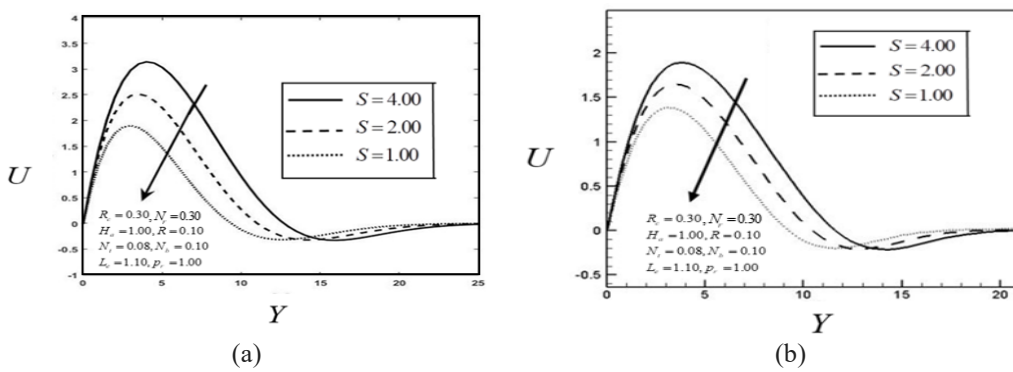 4
3.5
3
2.5
2
1.5
1
0.5
0
-0.5
-1
U
S = 4.00
S = 2.00
S = 1.00
R_c = 0.30, N_r = 0.30
H_a = 1.00, R = 0.10
N_t = 0.08, N_b = 0.10
L_e = 1.10, p_r = 1.00
0 5 10 15 20 25
Y
(a)
2
1.5
1
0.5
0
-0.5
U
S = 4.00
S = 2.00
S = 1.00
R_c = 0.30, N_r = 0.30
H_a = 1.00, R = 0.10
N_t = 0.08, N_b = 0.10
L_e = 1.10, p_r = 1.00
0 5 10 15 20
Y
(b)